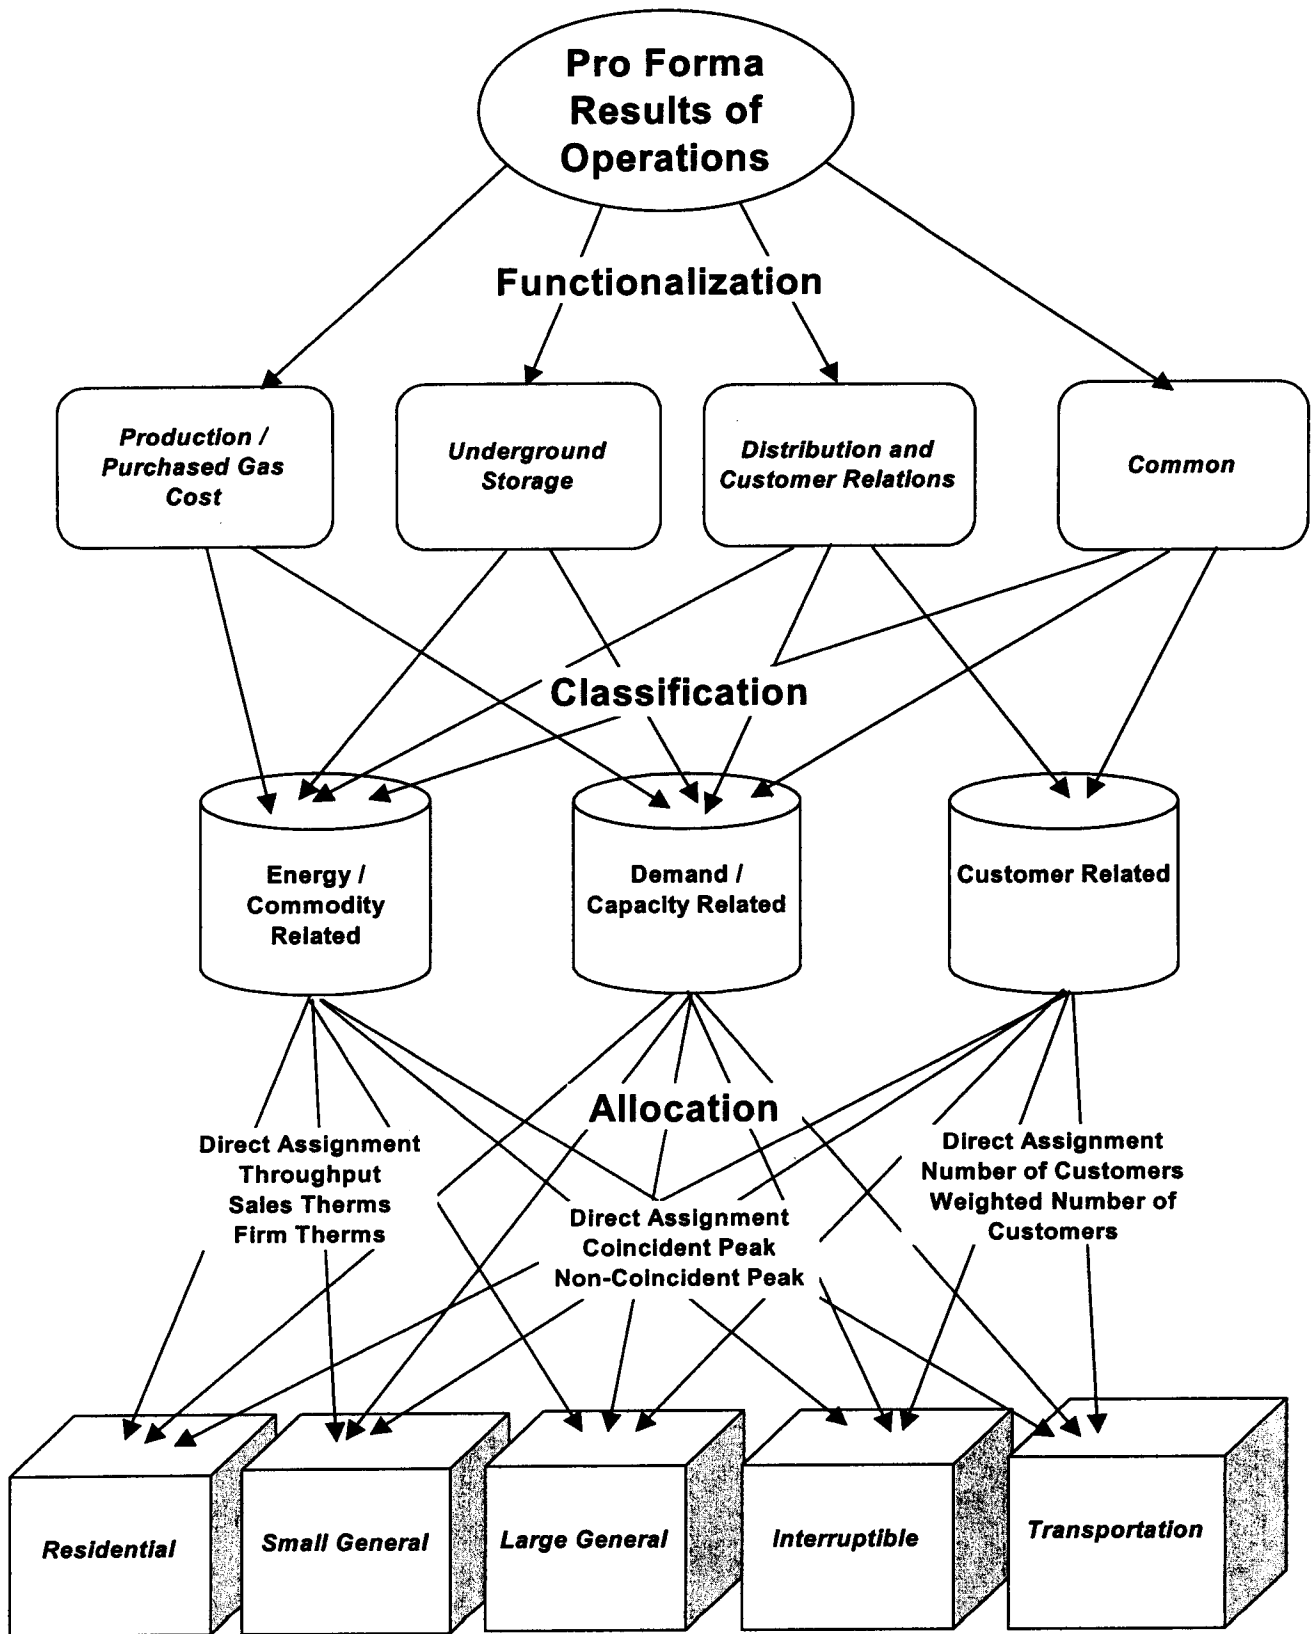 Pro Forma
Results of
Operations
Functionalization
Production /
Purchased Gas
Cost
Underground
Storage
Distribution and
Customer Relations
Common
Classification
Energy /
Commodity
Related
Demand /
Capacity Related
Customer Related
Allocation
Direct Assignment
Throughput
Sales Therms
Firm Therms
Direct Assignment
Coincident Peak
Non-Coincident Peak
Direct Assignment
Number of Customers
Weighted Number of
Customers
Residential
Small General
Large General
Interruptible
Transportation